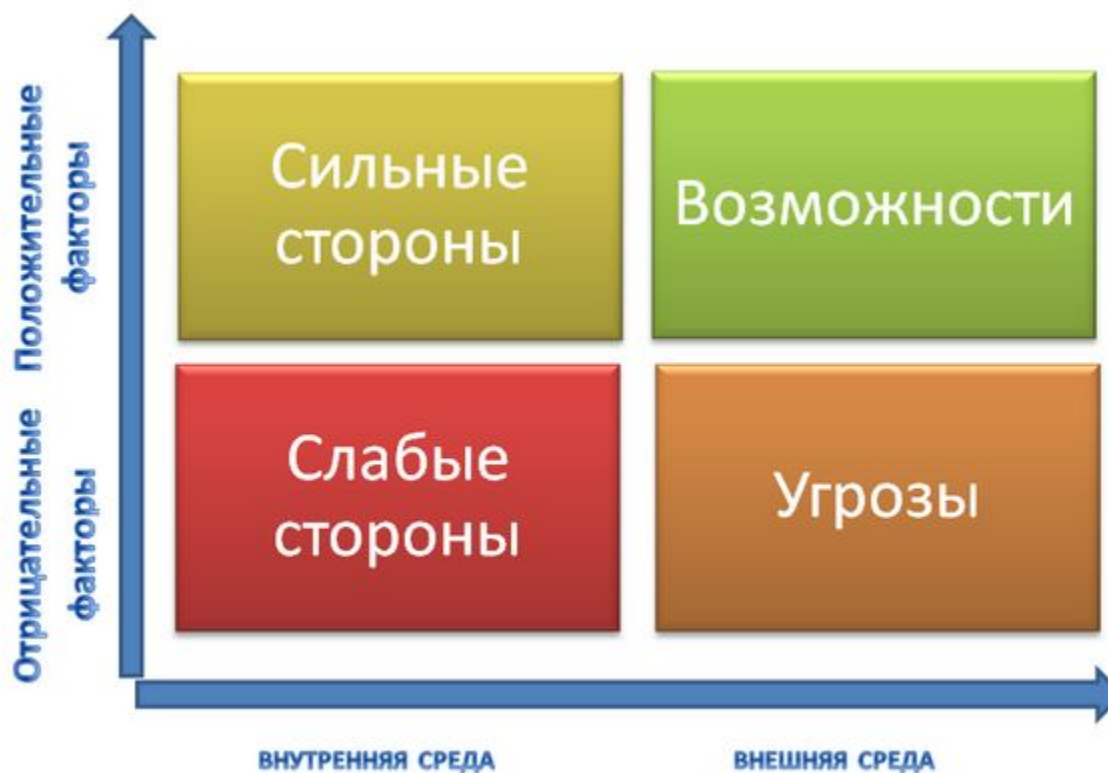 Положительные
факторы
Сильные
стороны
Возможности
Отрицательные
факторы
Слабые
стороны
Угрозы
ВНУТРЕННЯЯ СРЕДА
ВНЕШНЯЯ СРЕДА